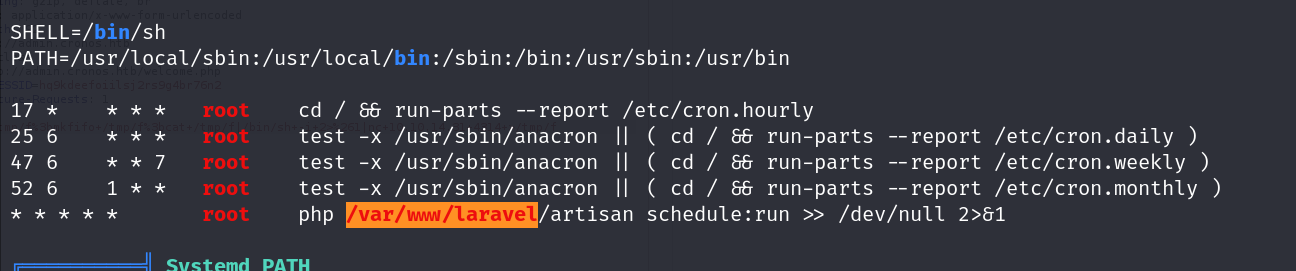 SHELL=/bin/sh
PATH=/usr/local/sbin:/usr/local/bin:/sbin:/bin:/usr/sbin:/usr/bin
17 * * * * root cd / && run-parts --report /etc/cron.hourly
25 6 * * * root test -x /usr/sbin/anacron || ( cd / && run-parts --report /etc/cron.daily )
47 6 * * 7 root test -x /usr/sbin/anacron || ( cd / && run-parts --report /etc/cron.weekly )
52 6 1 * * root test -x /usr/sbin/anacron || ( cd / && run-parts --report /etc/cron.monthly )
* * * * * root php /var/www/laravel/artisan schedule:run >> /dev/null 2>&1
Systemd PATH